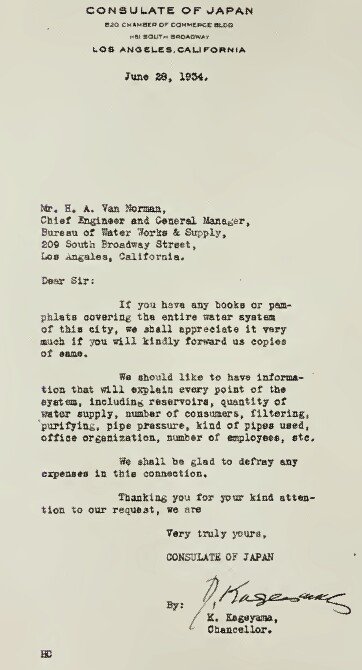 CONSULATE OF JAPAN
820 CHAMBER OF COMMERCE BLDG
1151 SOUTH BROADWAY
LOS ANGELES, CALIFORNIA
June 28, 1934.
Mr. H. A. Van Norman,
Chief Engineer and General Manager,
Bureau of Water Works & Supply,
209 South Broadway Street,
Los Angales, California.
Dear Sir:
If you have any books or pam-
phlets covering the entire water system
of this city, we shall appreciate it very
much if you will kindly forward us copies
of same.
We should like to have informa-
tion that will explain every point of the
system, including reservoirs, quantity of
water supply, number of consumers, filtering,
purifying, pipe pressure, kind of pipes used,
office organization, number of employees, etc.
We shall be glad to defray any
expenses in this connection.
Thanking you for your kind atten-
tion to our request, we are
Very truly yours,
CONSULATE OF JAPAN
By: K. Kageyama
K. Kageyama,
Chancellor.
HC